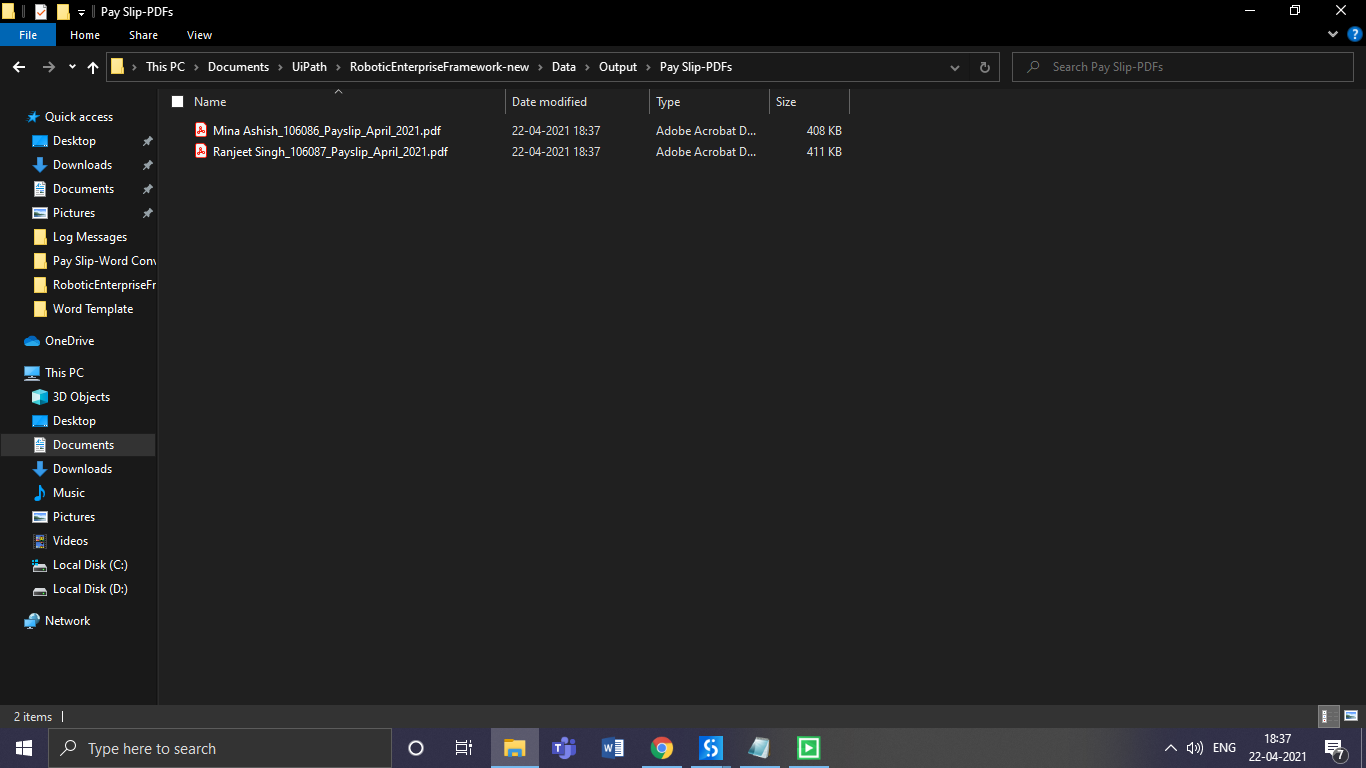 Pay Slip-PDFs
File Home Share View
This PC Documents UiPath RoboticEnterpriseFramework-new Data Output Pay Slip-PDFs
Search Pay Slip-PDFs
Name Date modified Type Size
Mina Ashish_106086_Payslip_April_2021.pdf 22-04-2021 18:37 Adobe Acrobat D... 408 KB
Ranjeet Singh_106087_Payslip_April_2021.pdf 22-04-2021 18:37 Adobe Acrobat D... 411 KB
Quick access
Desktop
Downloads
Documents
Pictures
Log Messages
Pay Slip-Word Conv
RoboticEnterpriseFr
Word Template
OneDrive
This PC
3D Objects
Desktop
Documents
Downloads
Music
Pictures
Videos
Local Disk (C:)
Local Disk (D:)
Network
2 items
Type here to search
ENG
18:37
22-04-2021
7